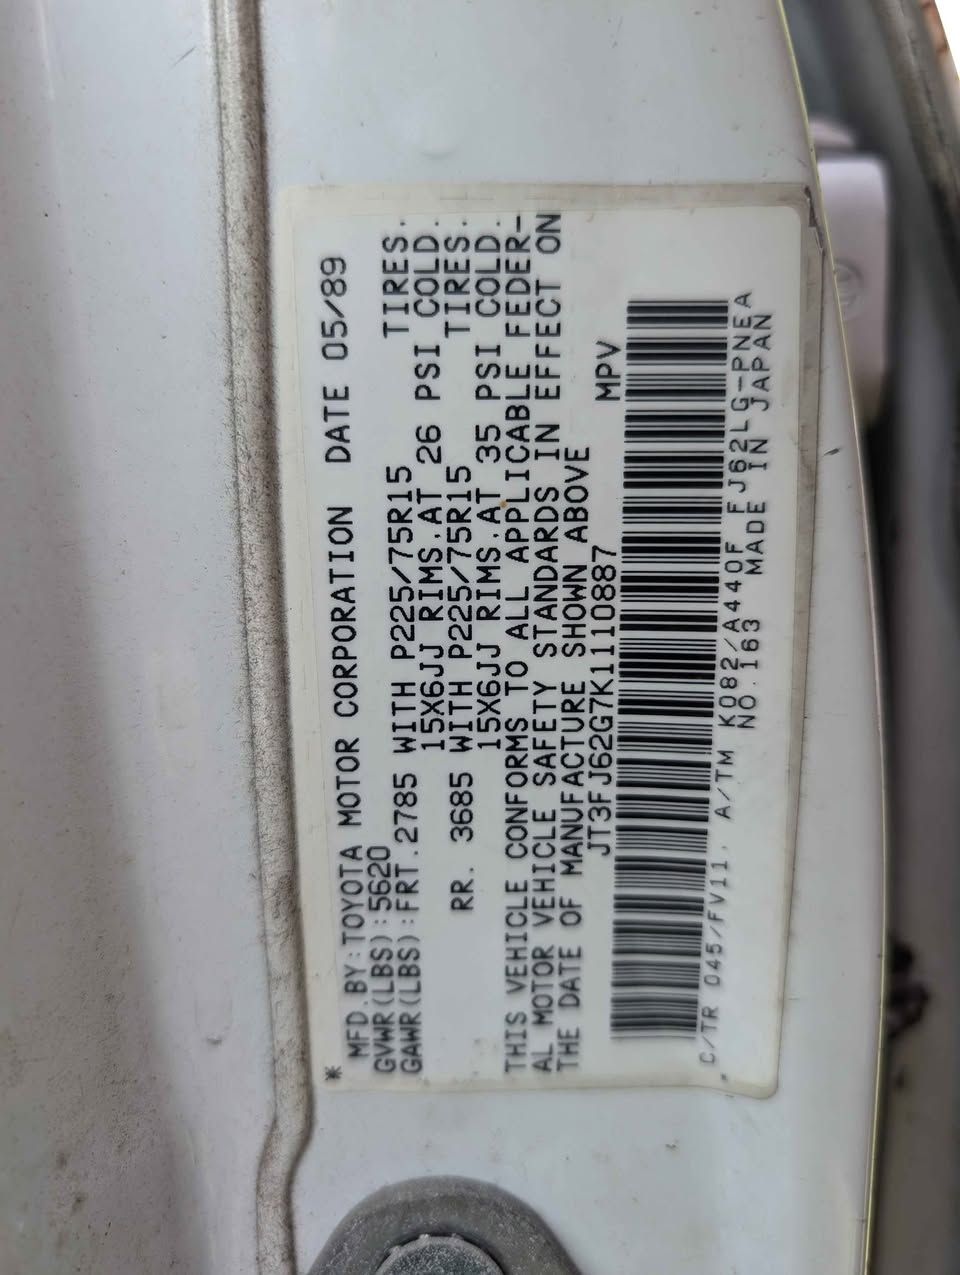 * MFD.BY:TOYOTA MOTOR CORPORATION DATE 05/89
GVWR(LBS):5620
GAWR(LBS):FRT.2785 WITH P225/75R15 TIRES.
15X6JJ RIMS.AT 26 PSI COLD.
RR. 3685 WITH P225/75R15 TIRES.
15X6JJ RIMS.AT 35 PSI COLD.
THIS VEHICLE CONFORMS TO ALL APPLICABLE FEDER-
AL MOTOR VEHICLE SAFETY STANDARDS IN EFFECT ON
THE DATE OF MANUFACTURE SHOWN ABOVE
JT3FJ62G7K1110887 MPV
C/TR 045/FV11, A/TM K082/A440F FJ62LG-PNEA
NO.163 MADE IN JAPAN